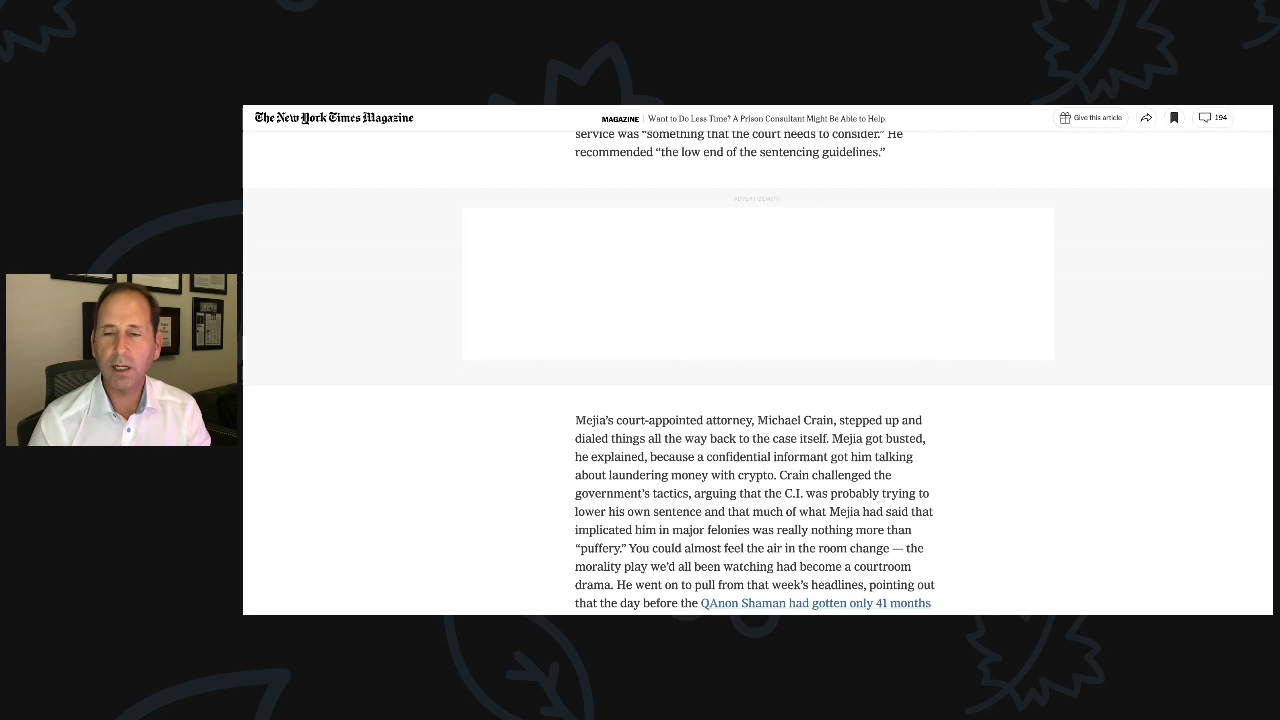 The New York Times Magazine
MAGAZINE | Want to Do Less Time? A Prison Consultant Might Be Able to Help.
Give this article
194
service was “something that the court needs to consider.” He
recommended “the low end of the sentencing guidelines.”
ADVERTISEMENT
Mejia’s court-appointed attorney, Michael Crain, stepped up and
dialed things all the way back to the case itself. Mejia got busted,
he explained, because a confidential informant got him talking
about laundering money with crypto. Crain challenged the
government’s tactics, arguing that the C.I. was probably trying to
lower his own sentence and that much of what Mejia had said that
implicated him in major felonies was really nothing more than
“puffery.” You could almost feel the air in the room change — the
morality play we’d all been watching had become a courtroom
drama. He went on to pull from that week’s headlines, pointing out
that the day before the QAnon Shaman had gotten only 41 months